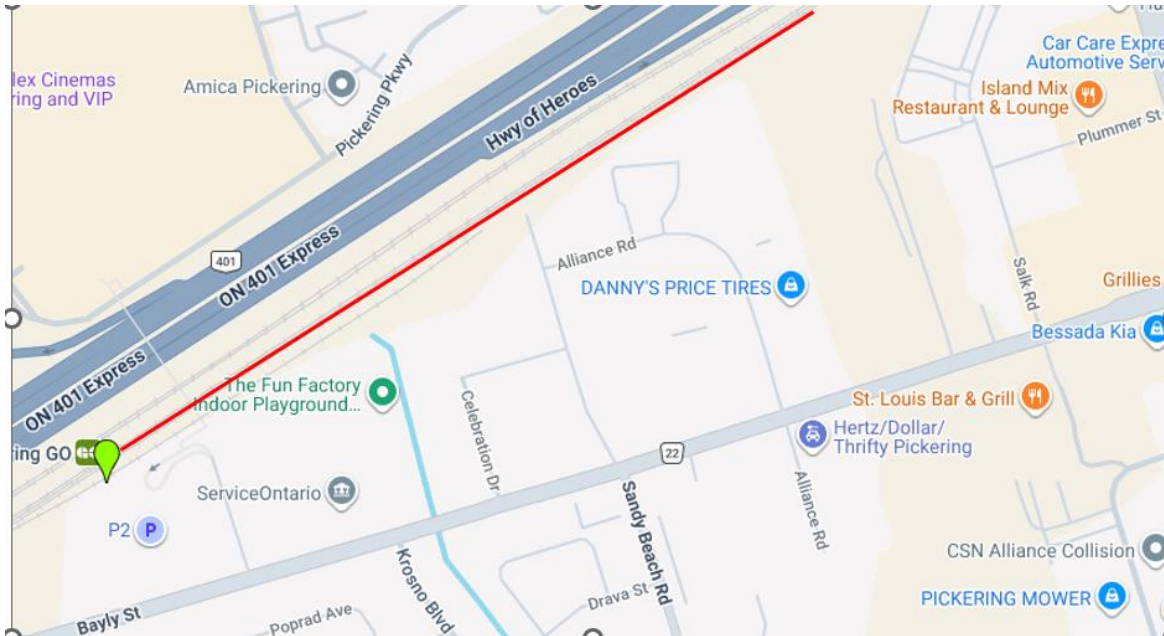 lex Cinemas
ring and VIP
Amica Pickering
Pickering Pkwy
Hwy of Heroes
Car Care Expre
Automotive Serv
Island Mix
Restaurant & Lounge
Plummer St
401
ON 401 Express
Alliance Rd
DANNY'S PRICE TIRES
Salk Rd
Grillies
Bessada Kia
ON 401 Express
The Fun Factory
Indoor Playground...
Celebration Dr
St. Louis Bar & Grill
Hertz/Dollar/
Thrifty Pickering
22
ring GO
ServiceOntario
P2
P
Sandy Beach Rd
Alliance Rd
CSN Alliance Collision
Krosno Blvd
Drava St
PICKERING MOWER
Bayly St
Poprad Ave